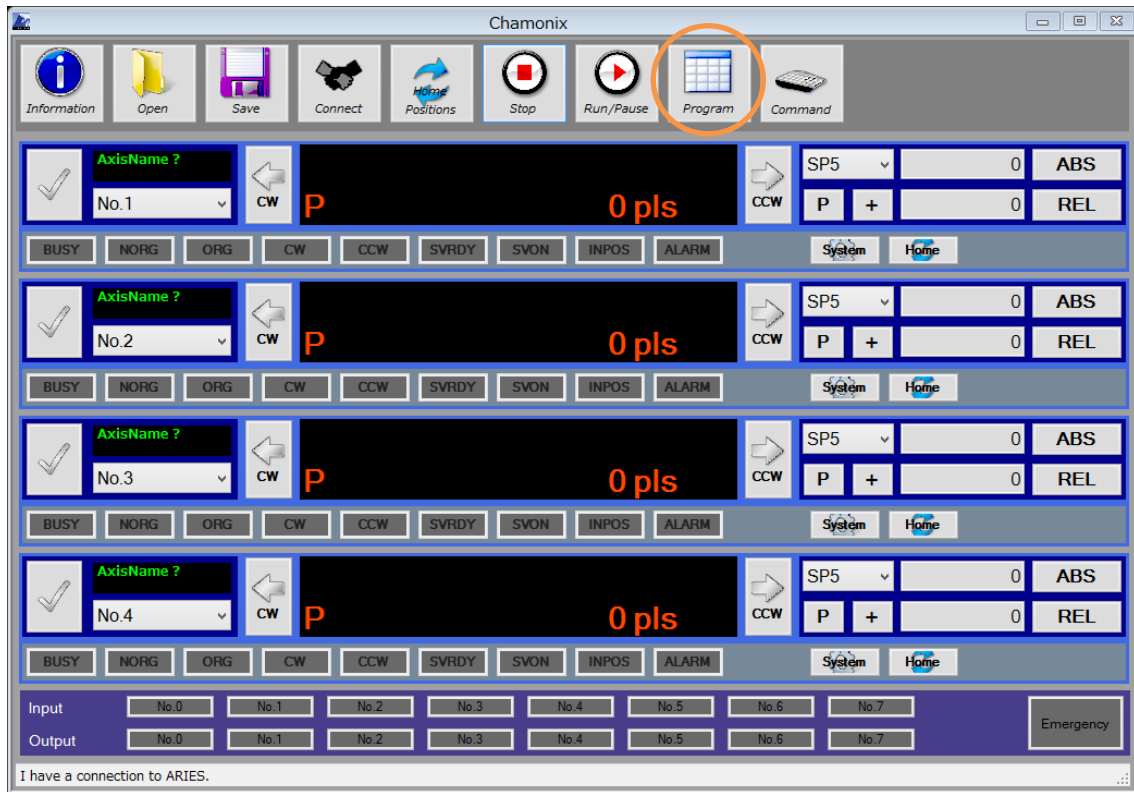 Chamonix
Information Open Save Connect Home Positions Stop Run/Pause Program Command
AxisName ? SP5 0 ABS
No.1 CW P 0 pls CCW P + 0 REL
BUSY NORG ORG CW CCW SVRDY SVON INPOS ALARM System Home
AxisName ? SP5 0 ABS
No.2 CW P 0 pls CCW P + 0 REL
BUSY NORG ORG CW CCW SVRDY SVON INPOS ALARM System Home
AxisName ? SP5 0 ABS
No.3 CW P 0 pls CCW P + 0 REL
BUSY NORG ORG CW CCW SVRDY SVON INPOS ALARM System Home
AxisName ? SP5 0 ABS
No.4 CW P 0 pls CCW P + 0 REL
BUSY NORG ORG CW CCW SVRDY SVON INPOS ALARM System Home
Input No.0 No.1 No.2 No.3 No.4 No.5 No.6 No.7
Emergency
Output No.0 No.1 No.2 No.3 No.4 No.5 No.6 No.7
I have a connection to ARIES.